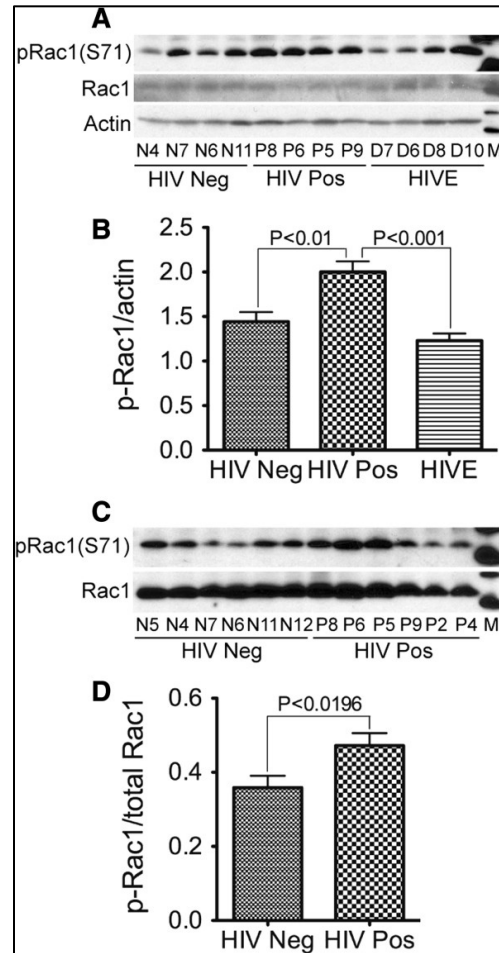 A
pRac1(S71)
Rac1
Actin
N4 N7 N6 N11 P8 P6 P5 P9 D7 D6 D8 D10 M
HIV Neg HIV Pos HIVE
B
P<0.01 P<0.001
p-Rac1/actin
2.5
2.0
1.5
1.0
0.5
0.0
HIV Neg HIV Pos HIVE
C
pRac1(S71)
Rac1
N5 N4 N7 N6 N11 N12 P8 P6 P5 P9 P2 P4 M
HIV Neg HIV Pos
D
P<0.0196
p-Rac1/total Rac1
0.6
0.4
0.2
0.0
HIV Neg HIV Pos